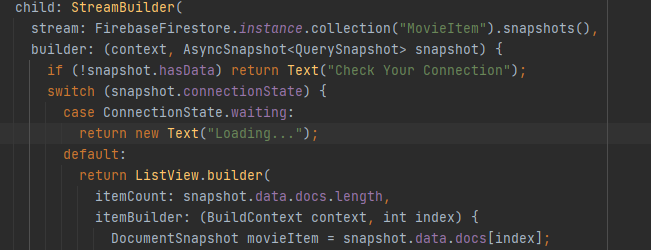 child: StreamBuilder(
stream: FirebaseFirestore.instance.collection("MovieItem").snapshots(),
builder: (context, AsyncSnapshot<QuerySnapshot> snapshot) {
if (!snapshot.hasData) return Text("Check Your Connection");
switch (snapshot.connectionState) {
case ConnectionState.waiting:
return new Text("Loading...");
default:
return ListView.builder(
itemCount: snapshot.data.docs.length,
itemBuilder: (BuildContext context, int index) {
DocumentSnapshot movieItem = snapshot.data.docs[index];